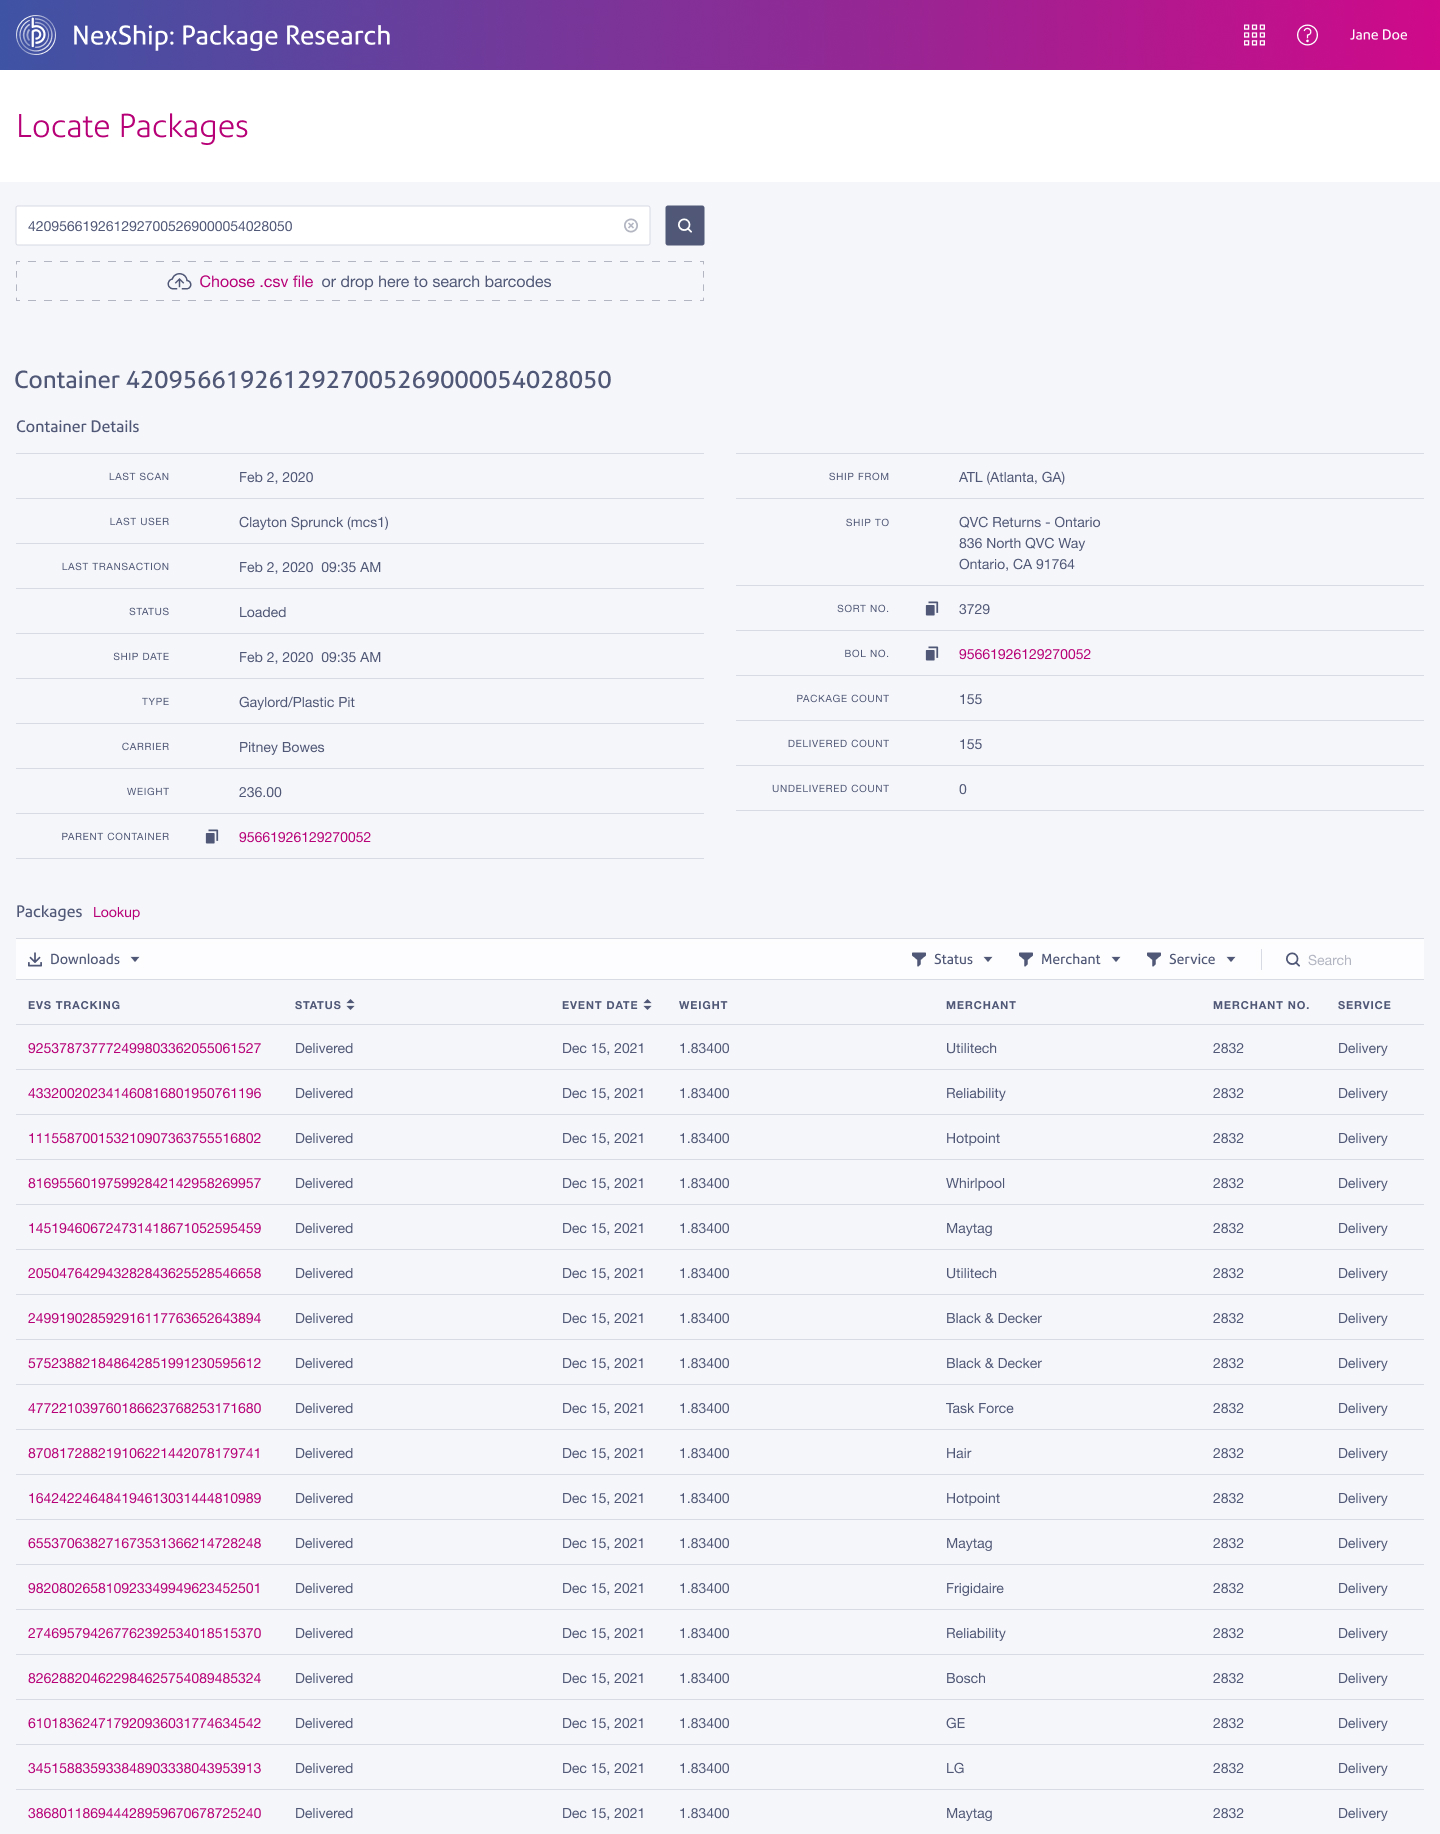 NexShip: Package Research
Jane Doe
Locate Packages
420956619261292700526900005402​8050
Choose .csv file or drop here to search barcodes
Container 4209566192612927005269000054028050
Container Details
LAST SCAN Feb 2, 2020
LAST USER Clayton Sprunck (mcs1)
LAST TRANSACTION Feb 2, 2020 09:35 AM
STATUS Loaded
SHIP DATE Feb 2, 2020 09:35 AM
TYPE Gaylord/Plastic Pit
CARRIER Pitney Bowes
WEIGHT 236.00
PARENT CONTAINER 95661926129270052
SHIP FROM ATL (Atlanta, GA)
SHIP TO QVC Returns - Ontario
836 North QVC Way
Ontario, CA 91764
SORT NO. 3729
BOL NO. 95661926129270052
PACKAGE COUNT 155
DELIVERED COUNT 155
UNDELIVERED COUNT 0
Packages Lookup
Downloads Status Merchant Service Search
EVS TRACKING STATUS EVENT DATE WEIGHT MERCHANT MERCHANT NO. SERVICE
925378737772499803362055061527 Delivered Dec 15, 2021 1.83400 Utilitech 2832 Delivery
433200202341460816801950761196 Delivered Dec 15, 2021 1.83400 Reliability 2832 Delivery
111558700153210907363755516802 Delivered Dec 15, 2021 1.83400 Hotpoint 2832 Delivery
816955601975992842142958269957 Delivered Dec 15, 2021 1.83400 Whirlpool 2832 Delivery
145194606724731418671052595459 Delivered Dec 15, 2021 1.83400 Maytag 2832 Delivery
205047642943282843625528546658 Delivered Dec 15, 2021 1.83400 Utilitech 2832 Delivery
249919028592916117763652643894 Delivered Dec 15, 2021 1.83400 Black & Decker 2832 Delivery
575238821848642851991230595612 Delivered Dec 15, 2021 1.83400 Black & Decker 2832 Delivery
477221039760186623768253171680 Delivered Dec 15, 2021 1.83400 Task Force 2832 Delivery
870817288219106221442078179741 Delivered Dec 15, 2021 1.83400 Hair 2832 Delivery
164242246484194613031444810989 Delivered Dec 15, 2021 1.83400 Hotpoint 2832 Delivery
655370638271673531366214728248 Delivered Dec 15, 2021 1.83400 Maytag 2832 Delivery
982080265810923349949623452501 Delivered Dec 15, 2021 1.83400 Frigidaire 2832 Delivery
274695794267762392534018515370 Delivered Dec 15, 2021 1.83400 Reliability 2832 Delivery
826288204622984625754089485324 Delivered Dec 15, 2021 1.83400 Bosch 2832 Delivery
610183624717920936031774634542 Delivered Dec 15, 2021 1.83400 GE 2832 Delivery
345158835933848903338043953913 Delivered Dec 15, 2021 1.83400 LG 2832 Delivery
386801186944428959670678725240 Delivered Dec 15, 2021 1.83400 Maytag 2832 Delivery